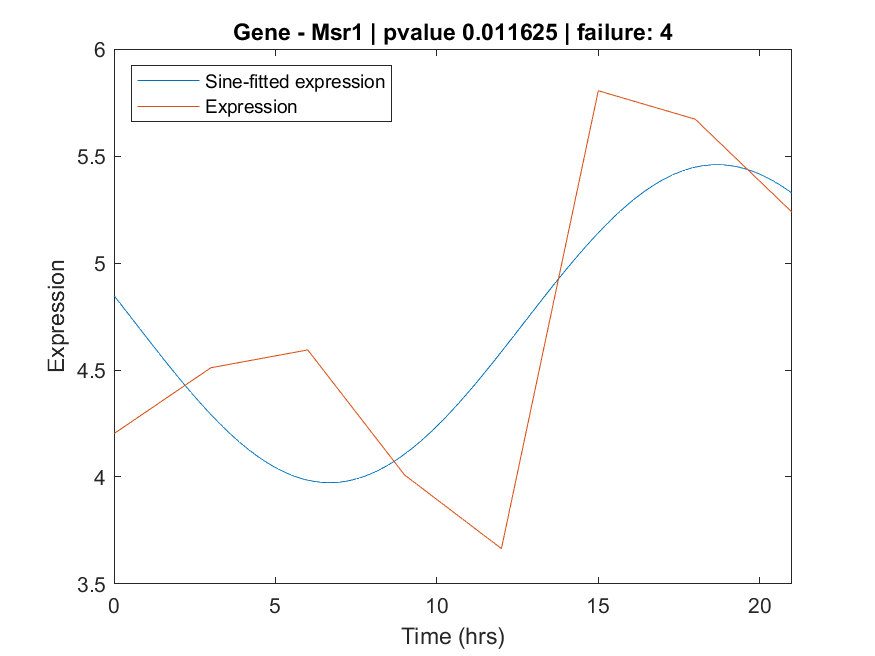 Gene - Msr1 | pvalue 0.011625 | failure: 4
6
Sine-fitted expression
Expression
5.5
5
4.5
4
3.5
Expression
0
5
10
15
20
Time (hrs)